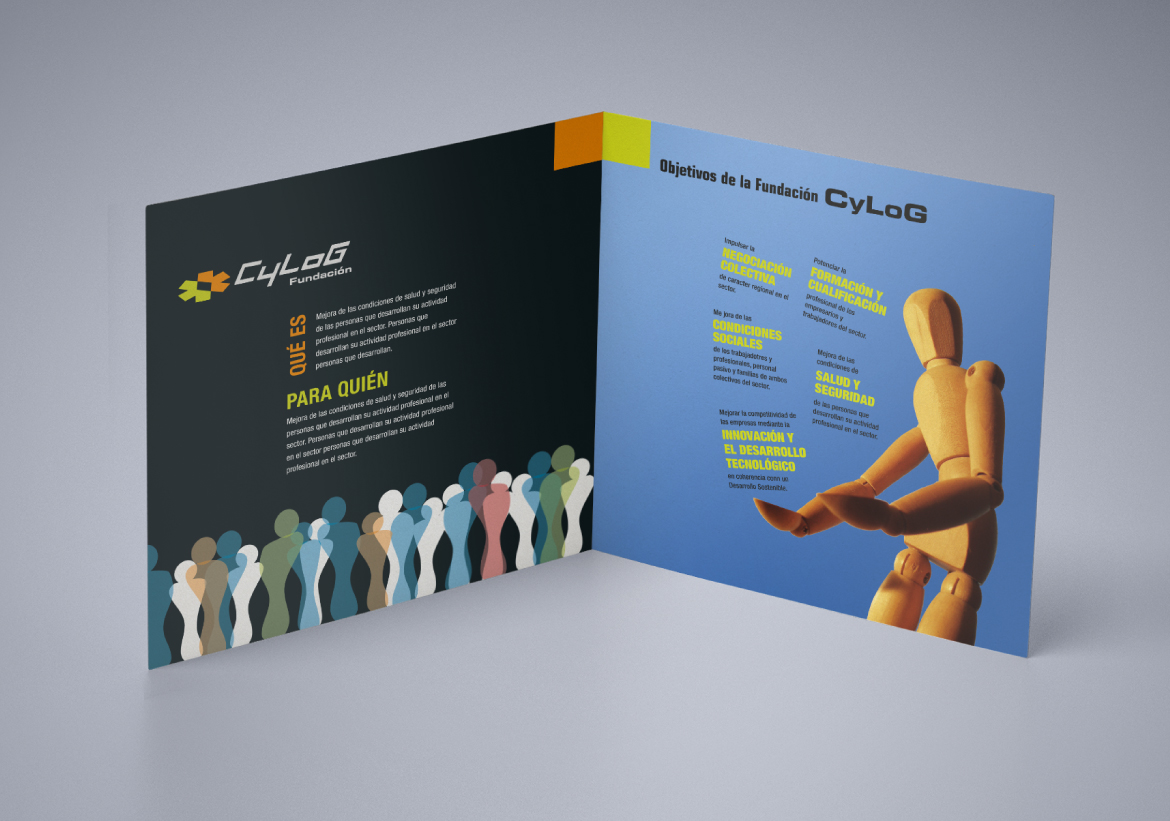 CyLoG
Fundación
QUÉ ES
Mejora de las condiciones de salud y seguridad
de las personas que desarrollan su actividad
profesional en el sector. Personas que
desarrollan su actividad profesional en el sector
personas que desarrollan.
PARA QUIÉN
Mejora de las condiciones de salud y seguridad de las
personas que desarrollan su actividad profesional en el
sector. Personas que desarrollan su actividad profesional
en el sector personas que desarrollan su actividad
profesional en el sector.
Objetivos de la Fundación CyLoG
Impulser la
NEGOCIACIÓN
COLECTIVA
de caracter regional en el
sector.
Me jora de las
CONDICIONES
SOCIALES
de los trabajadores y
profesionales, personal
pasivo y familias de ambos
colectivos del sector.
Mejorar la competitividad de
las empresas mediante la
INNOVACIÓN Y
EL DESARROLLO
TECNOLÓGICO
en coherencia conn un
Desarrollo Sostenible.
Potenciar la
FORMACIÓN Y
CUALIFICACIÓN
profesional de los
empresarios y
trabajadores del sector.
Mejora de las
condiciones de
SALUD Y
SEGURIDAD
de las personas que
desarrollan su actividad
profesional en el sector.